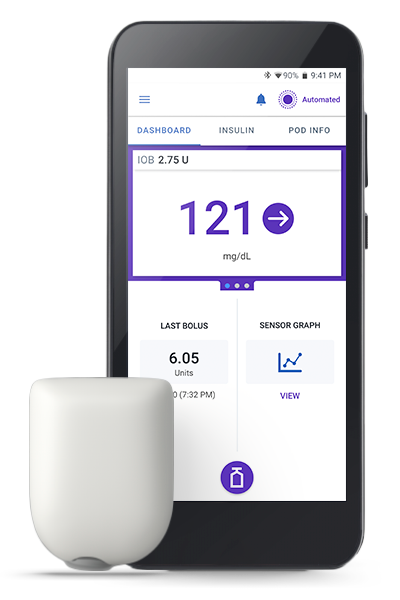 90% 9:41 PM
Automated
DASHBOARD INSULIN POD INFO
IOB 2.75 U
121
mg/dL
LAST BOLUS
SENSOR GRAPH
6.05
Units
0 (7:32 PM)
VIEW